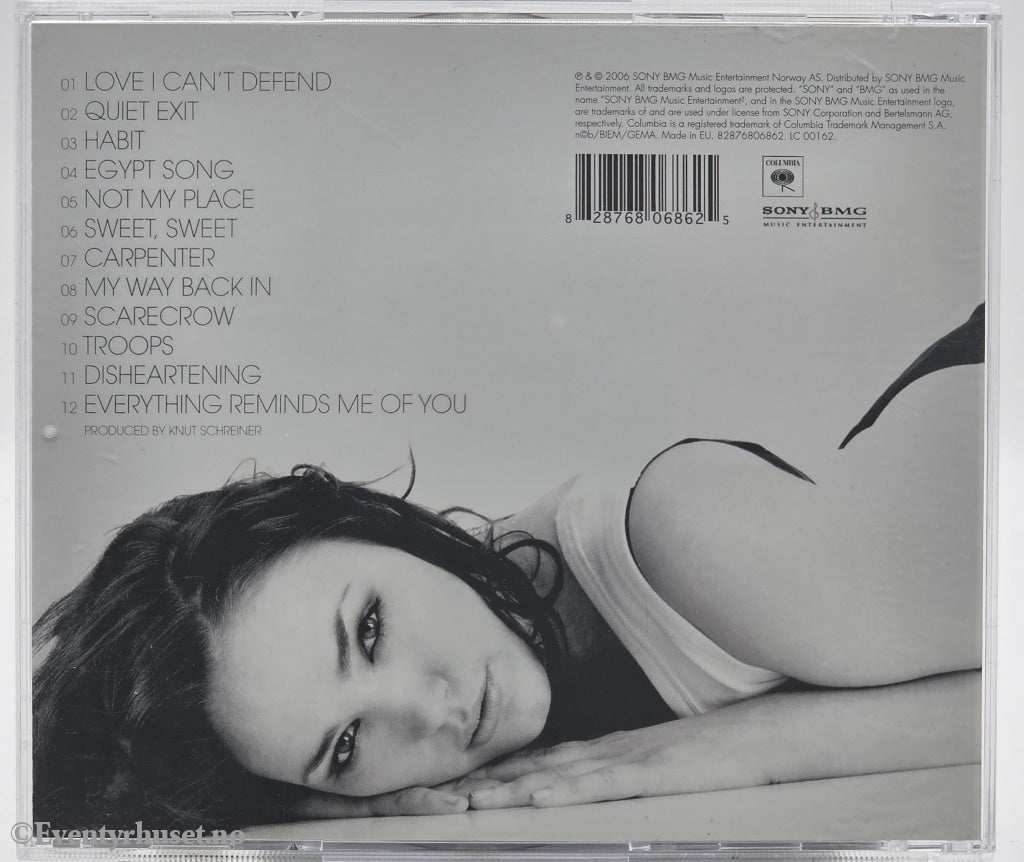 01 LOVE I CAN'T DEFEND
02 QUIET EXIT
03 HABIT
04 EGYPT SONG
05 NOT MY PLACE
06 SWEET, SWEET
07 CARPENTER
08 MY WAY BACK IN
09 SCARECROW
10 TROOPS
11 DISHEARTENING
12 EVERYTHING REMINDS ME OF YOU
PRODUCED BY KNUT SCHREINER
℗ & © 2006 SONY BMG Music Entertainment Norway AS. Distributed by SONY BMG Music
Entertainment. All trademarks and logos are protected. "SONY" and "BMG" as used in the
name "SONY BMG Music Entertainment", and in the SONY BMG Music Entertainment logo,
are trademarks of and are used under license from SONY Corporation and Bertelsmann AG,
respectively. Columbia is a registered trademark of Columbia Trademark Management S.A.
n©b/BIEM/GEMA. Made in EU. 82876806862. LC 00162.
8 28768 06862 5
COLUMBIA
SONY BMG
MUSIC ENTERTAINMENT
©Eventyrhuset.no